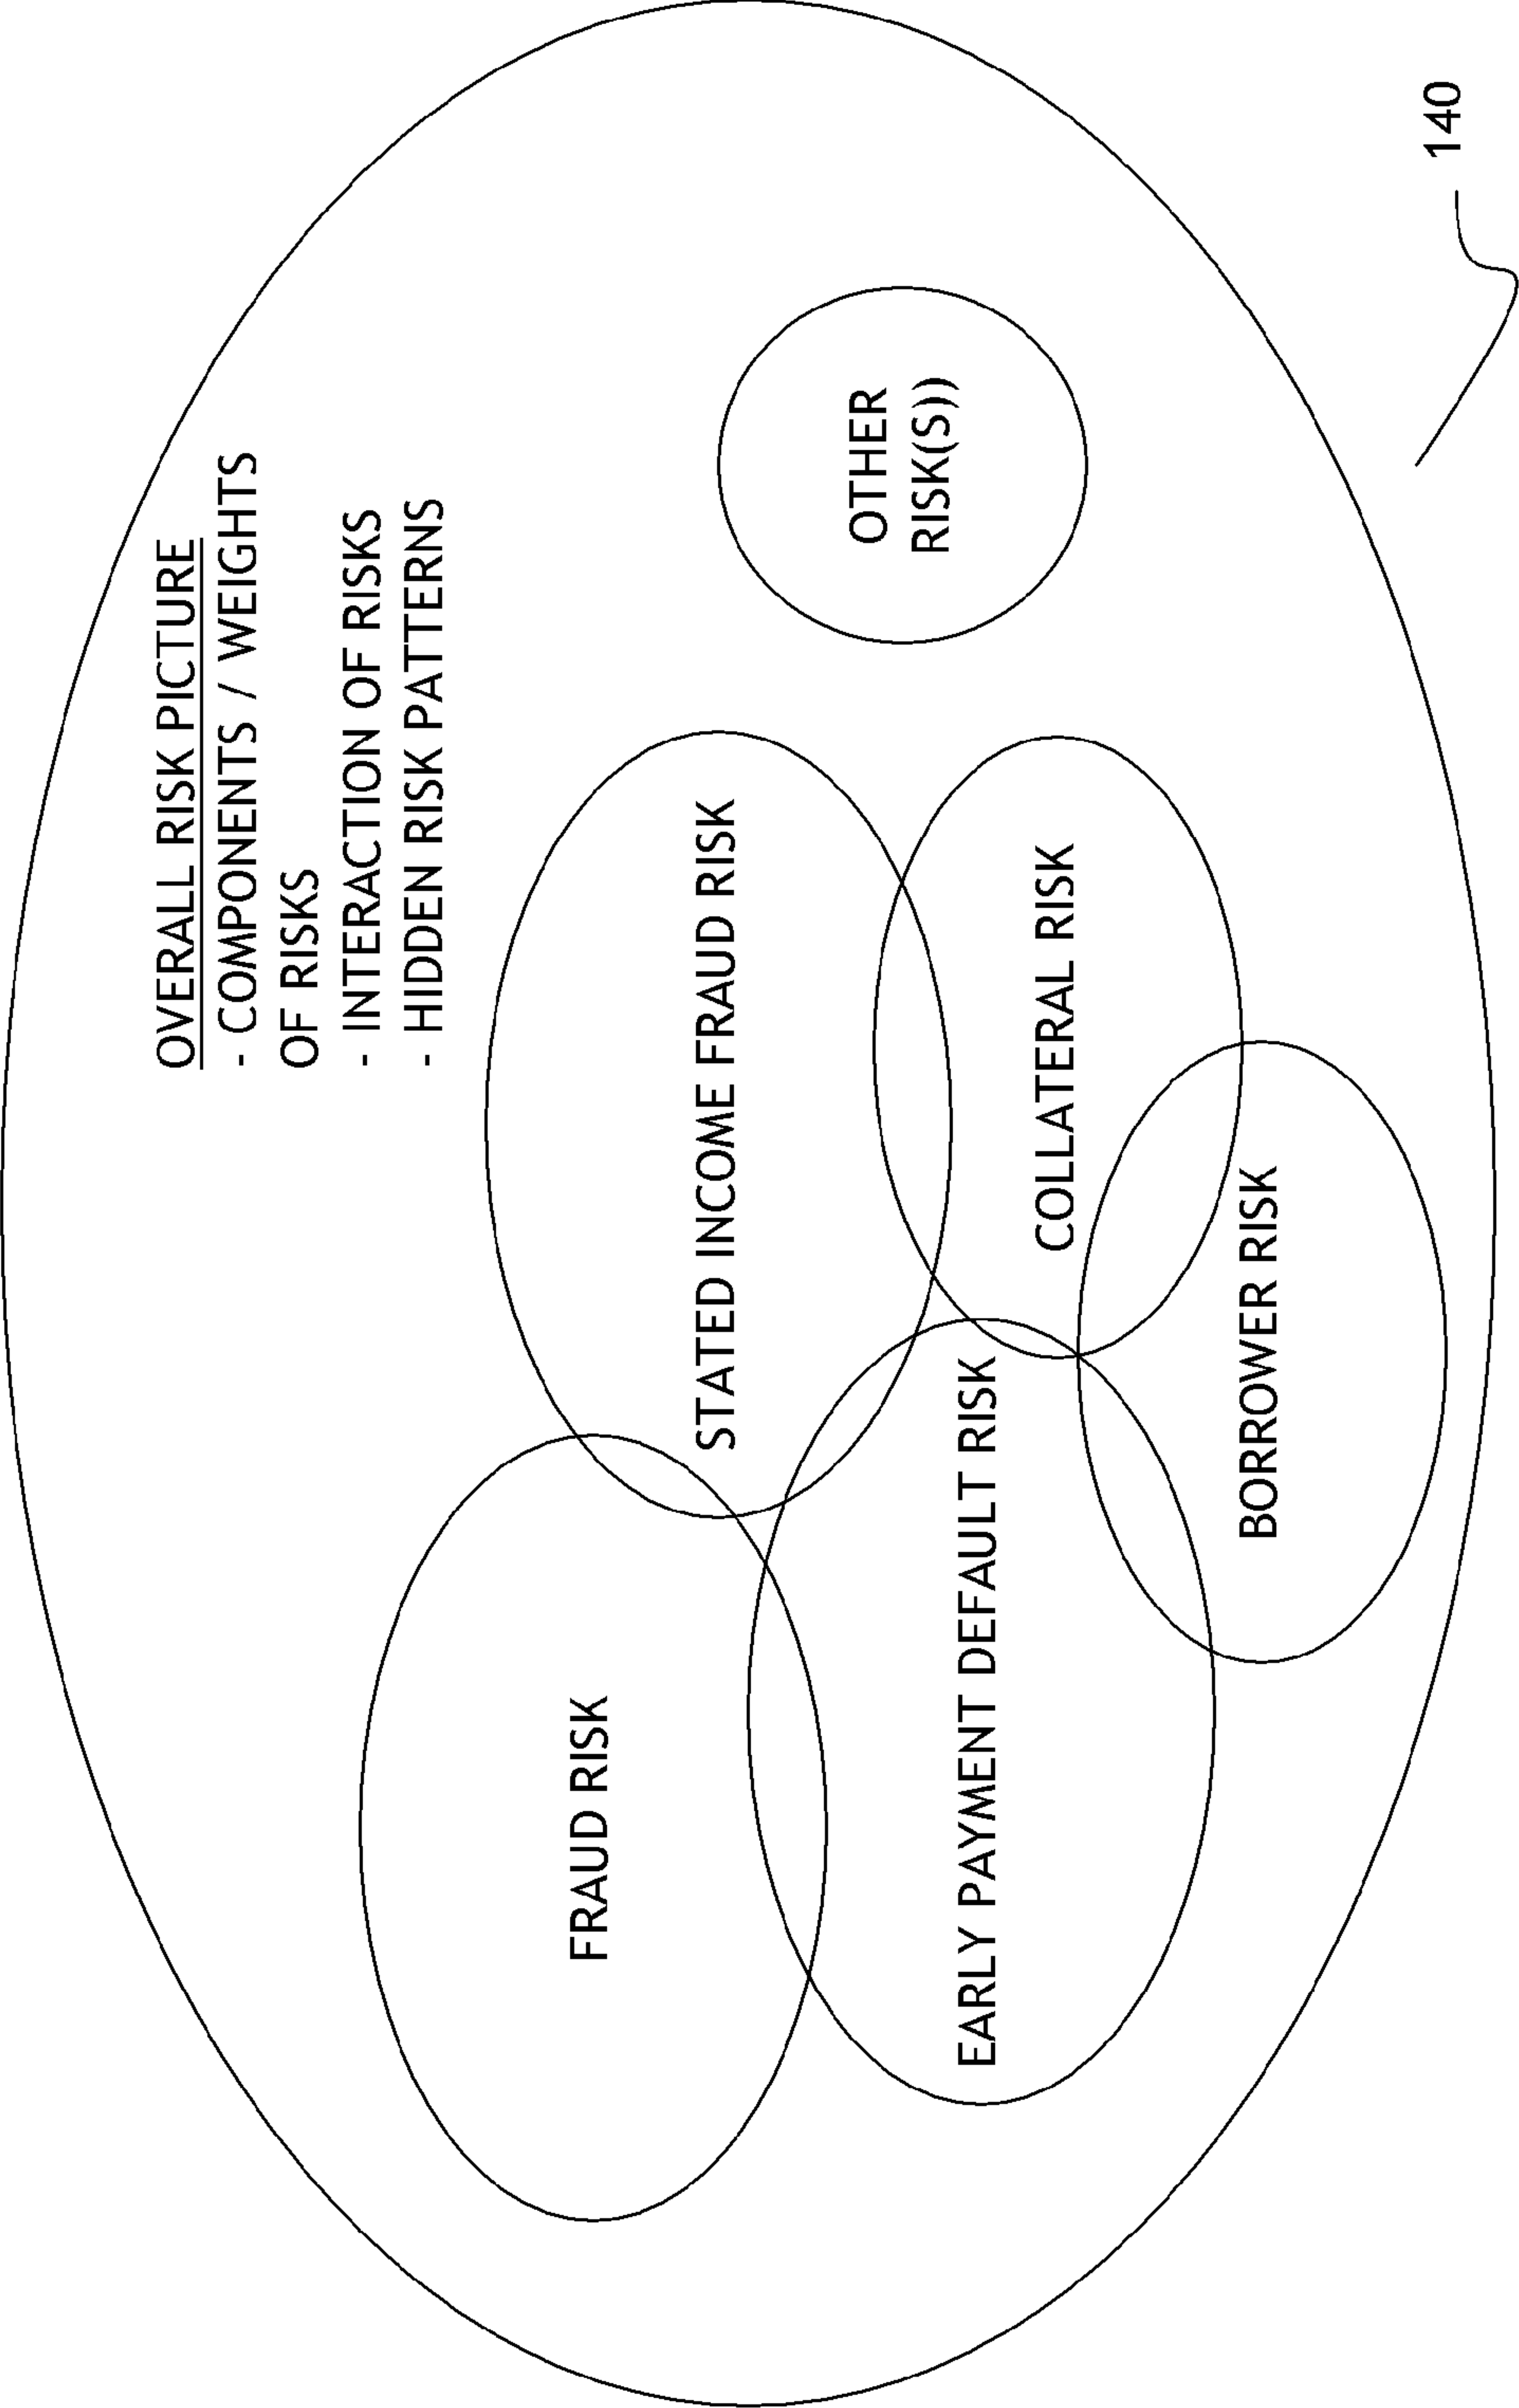 OVERALL RISK PICTURE
- COMPONENTS / WEIGHTS
OF RISKS
- INTERACTION OF RISKS
- HIDDEN RISK PATTERNS
FRAUD RISK
STATED INCOME FRAUD RISK
OTHER
RISK(S))
EARLY PAYMENT DEFAULT RISK
COLLATERAL RISK
BORROWER RISK
140